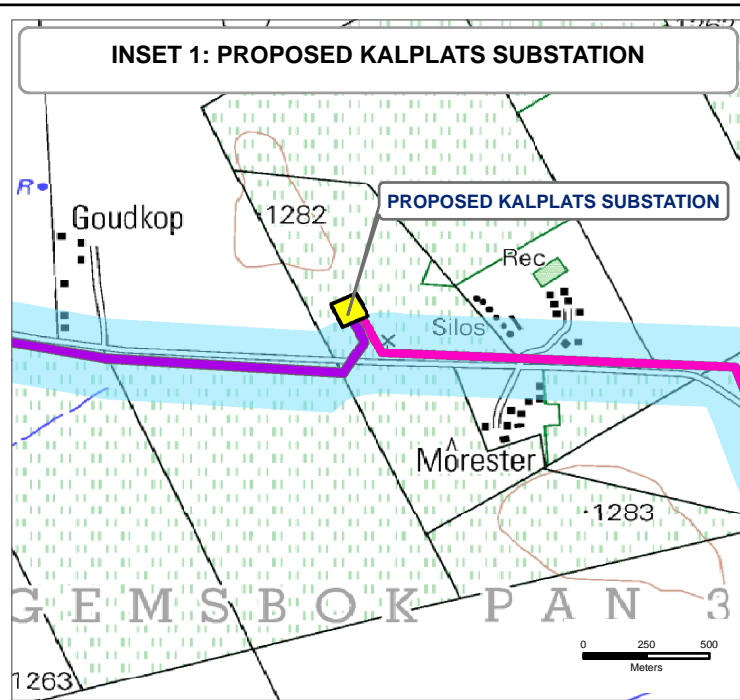 INSET 1: PROPOSED KALPLATS SUBSTATION
R
Goudkop
1282
PROPOSED KALPLATS SUBSTATION
Rec
Silos
Môrester
1283
GEMSBOK PAN 3
0 250 500
Meters
1263